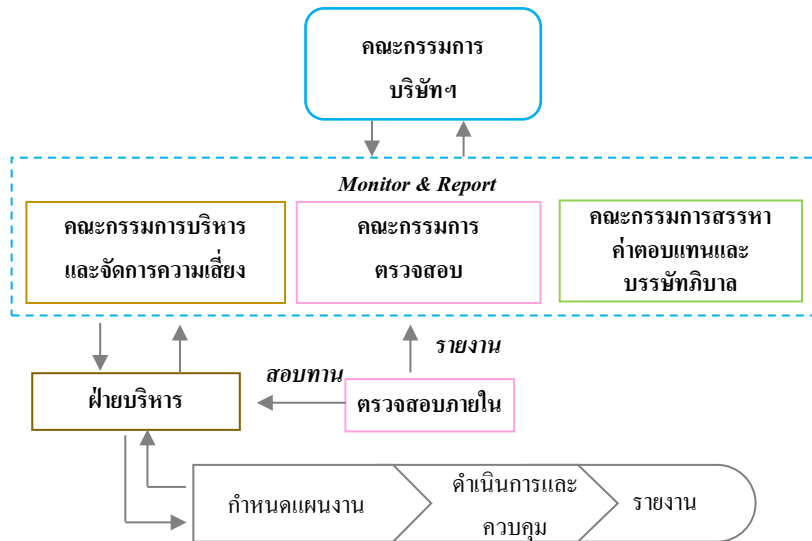 คณะกรรมการ
บริษัทฯ
Monitor & Report
คณะกรรมการบริหาร
และจัดการความเสี่ยง
คณะกรรมการ
ตรวจสอบ
คณะกรรมการสรรหา
ค่าตอบแทนและ
บรรษัทภิบาล
รายงาน
สอบทาน
ฝ่ายบริหาร
ตรวจสอบภายใน
กำหนดแผนงาน
ดำเนินการและ
ควบคุม
รายงาน